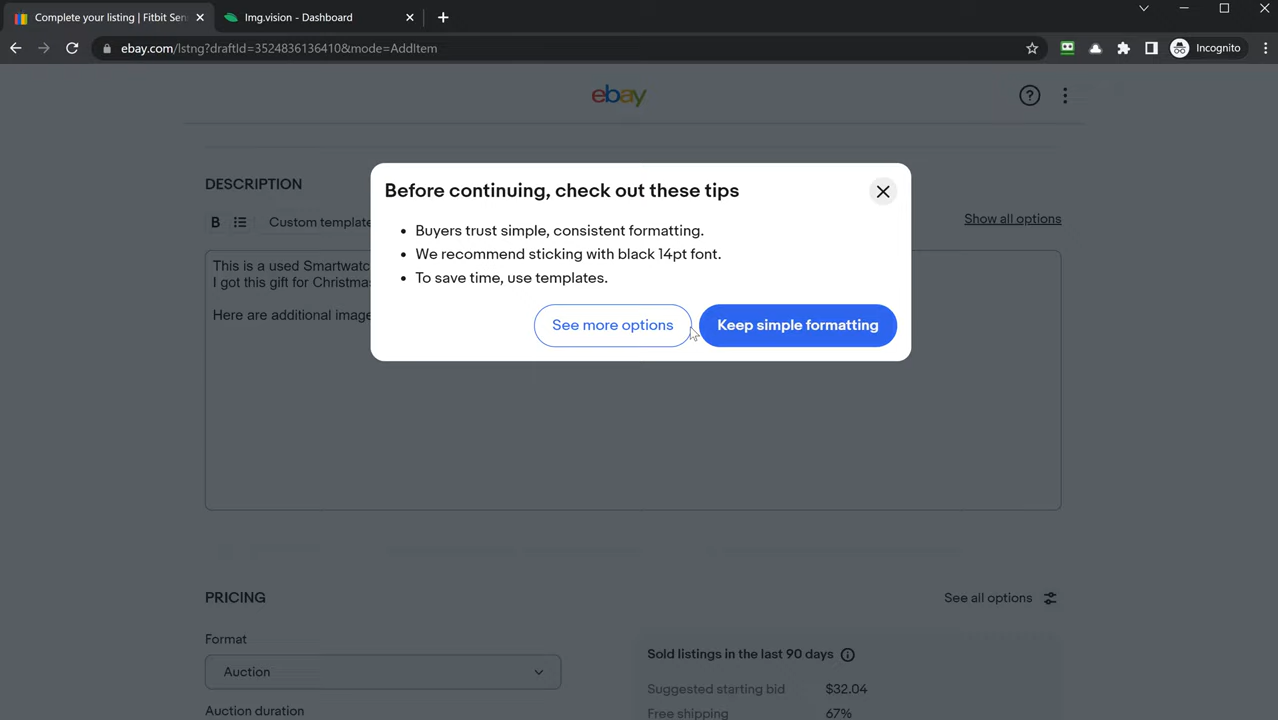 Complete your listing | Fitbit Sen
Img.vision - Dashboard
ebay.com/lstng?draftId=3524836136410&mode=AddItem
Incognito
ebay
Before continuing, check out these tips
DESCRIPTION
B
Custom template
Show all options
• Buyers trust simple, consistent formatting.
• We recommend sticking with black 14pt font.
• To save time, use templates.
This is a used Smartwatc
I got this gift for Christmas
Here are additional image
See more options
Keep simple formatting
PRICING
See all options
Format
Auction
Sold listings in the last 90 days
Suggested starting bid $32.04
Auction duration
Free shipping 67%